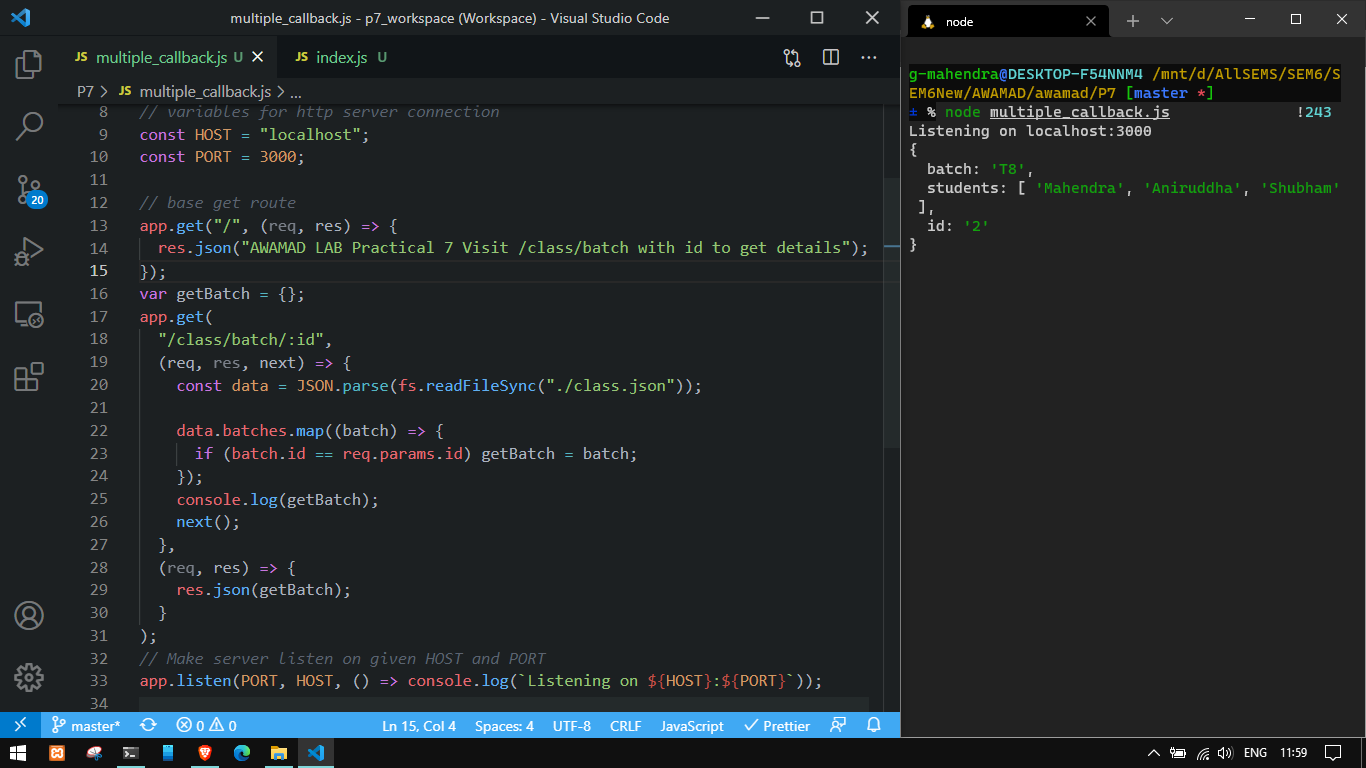 multiple_callback.js - p7_workspace (Workspace) - Visual Studio Code
JS multiple_callback.js U
JS index.js U
P7 > JS multiple_callback.js > ...
8 // variables for http server connection
9 const HOST = "localhost";
10 const PORT = 3000;
11
12 // base get route
13 app.get("/", (req, res) => {
14 res.json("AWAMAD LAB Practical 7 Visit /class/batch with id to get details");
15 });
16 var getBatch = {};
17 app.get(
18 "/class/batch/:id",
19 (req, res, next) => {
20 const data = JSON.parse(fs.readFileSync("./class.json"));
21
22 data.batches.map((batch) => {
23 if (batch.id == req.params.id) getBatch = batch;
24 });
25 console.log(getBatch);
26 next();
27 },
28 (req, res) => {
29 res.json(getBatch);
30 }
31 );
32 // Make server listen on given HOST and PORT
33 app.listen(PORT, HOST, () => console.log(`Listening on ${HOST}:${PORT}`));
34
20
master* 0 0 Ln 15, Col 4 Spaces: 4 UTF-8 CRLF JavaScript Prettier
node
g-mahendra@DESKTOP-F54NNM4 /mnt/d/AllSEMS/SEM6/S
EM6New/AWAMAD/awamad/P7 [master *]
± % node multiple_callback.js !243
Listening on localhost:3000
{
batch: 'T8',
students: [ 'Mahendra', 'Aniruddha', 'Shubham'
],
id: '2'
}
ENG 11:59